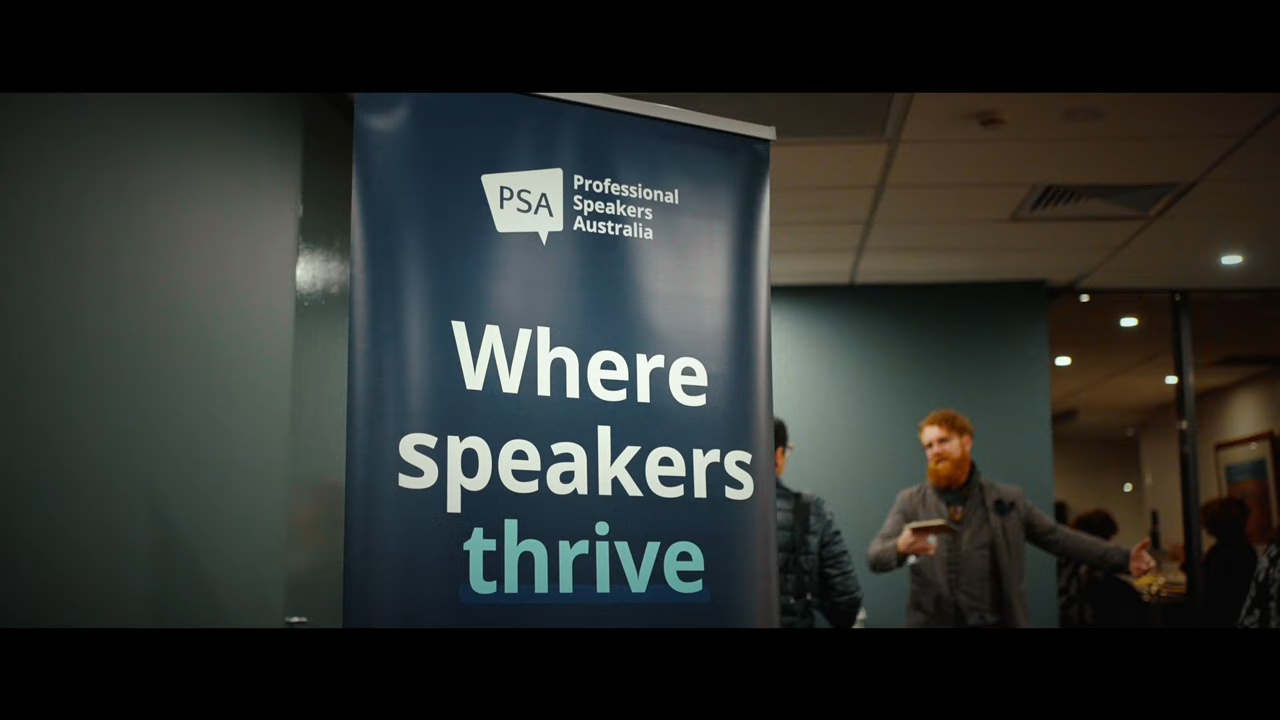 PSA
Professional
Speakers
Australia
Where
speakers
thrive